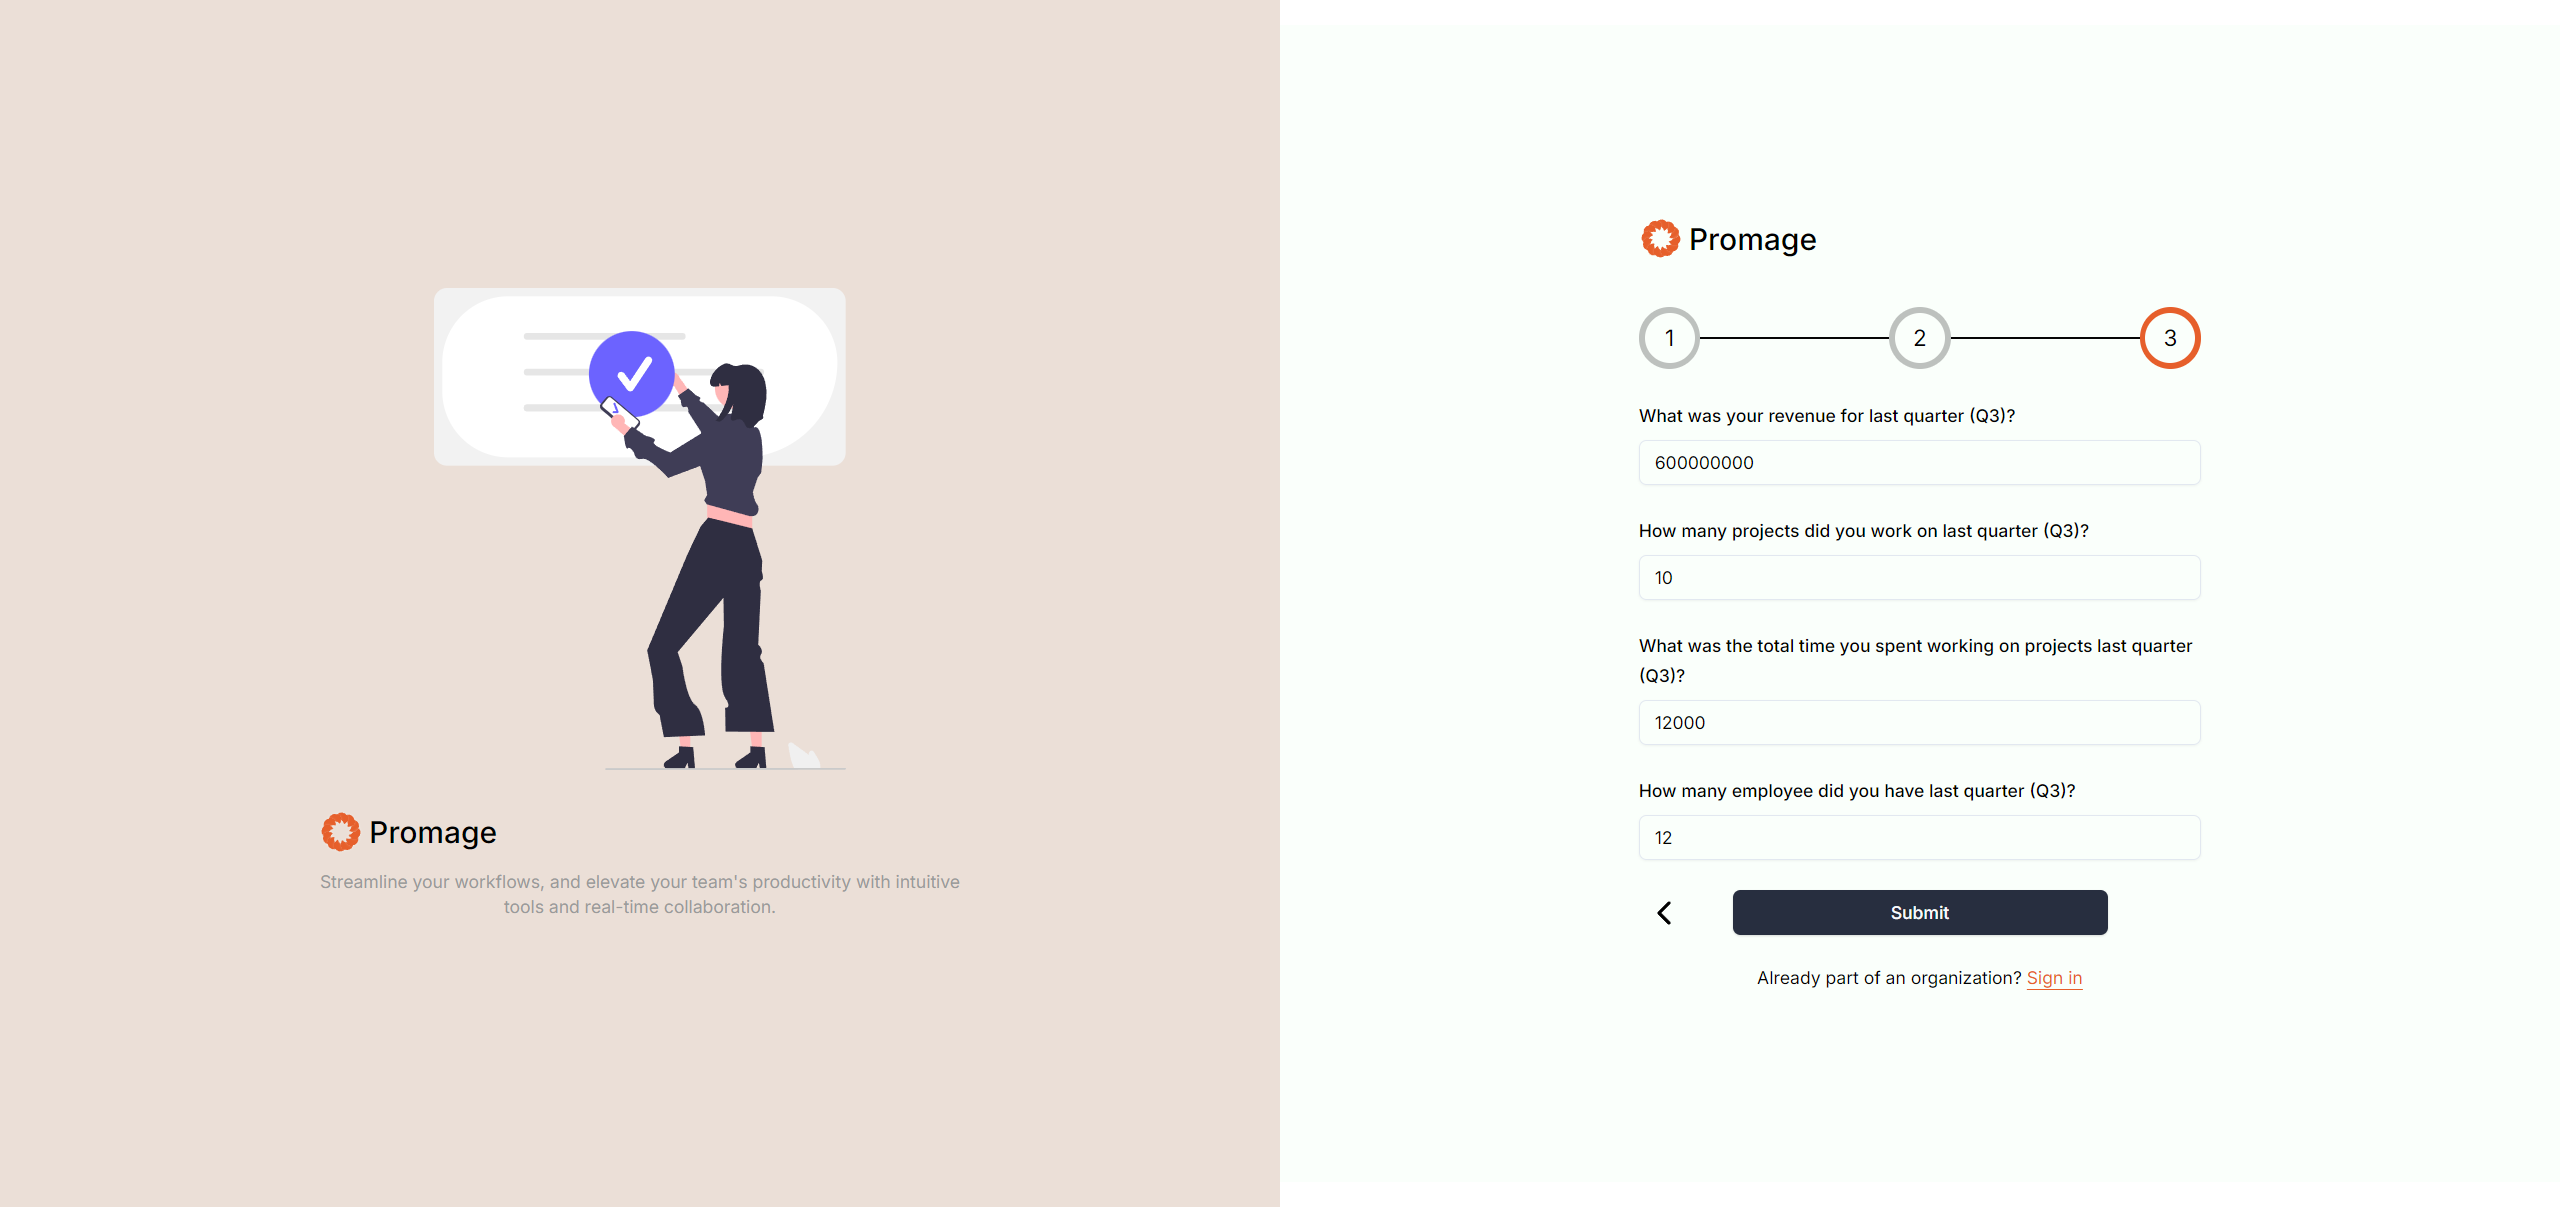 Promage
Streamline your workflows, and elevate your team's productivity with intuitive
tools and real-time collaboration.
Promage
1
2
3
What was your revenue for last quarter (Q3)?
600000000
How many projects did you work on last quarter (Q3)?
10
What was the total time you spent working on projects last quarter
(Q3)?
12000
How many employee did you have last quarter (Q3)?
12
Submit
Already part of an organization? Sign in